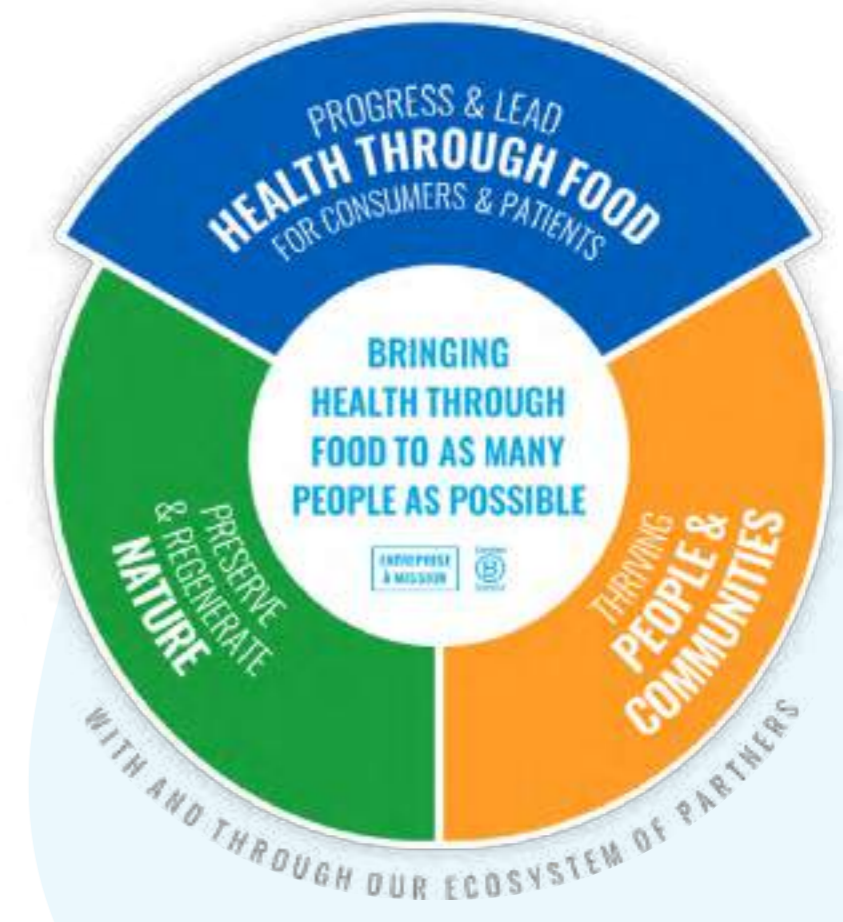 PROGRESS & LEAD
HEALTH THROUGH FOOD
FOR CONSUMERS & PATIENTS
BRINGING
HEALTH THROUGH
FOOD TO AS MANY
PEOPLE AS POSSIBLE
ENTREPRISE
À MISSION
B
PRESERVE
& REGENERATE
NATURE
THRIVING
PEOPLE &
COMMUNITIES
WITH AND THROUGH OUR ECOSYSTEM OF PARTNERS